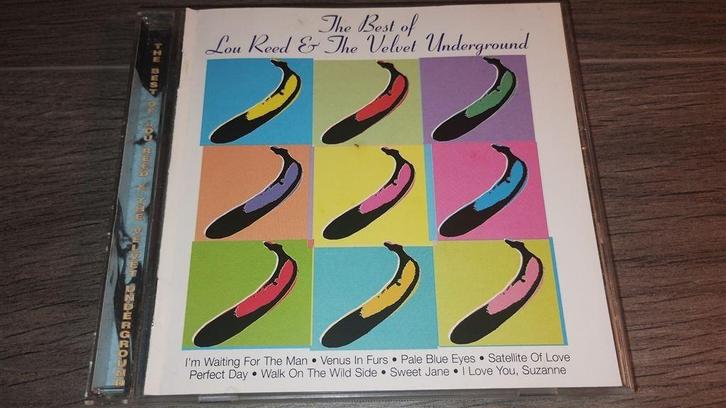 The Best of
Lou Reed & The Velvet Underground
I'm Waiting For The Man • Venus In Furs • Pale Blue Eyes • Satellite Of Love
Perfect Day • Walk On The Wild Side • Sweet Jane • I Love You, Suzanne
THE BEST OF LOU REED & THE VELVET UNDERGROUND